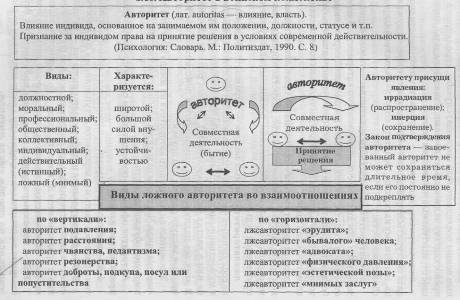 Авторитет (лат. autoritas — влияние, власть).
Влияние индивида, основанное на занимаемом им положении, должности, статусе и т.п.
Признание за индивидом права на принятие решения в условиях современной действительности.
(Психология: Словарь. М.: Политиздат, 1990. С. 8)
Виды:
должностной;
моральный;
профессиональный;
общественный;
коллективный;
индивидуальный;
действительный
(истинный);
ложный (мнимый)
Характе-
ризуется:
широтой;
большой
силой вну-
шения;
устойчи-
востью
авторитет
Совместная
деятельность
(бытие)
авторитет
Совместная
деятельность
Принятие
решения
Авторитету присущи
явления:
иррадиация
(распространение);
инерция
(сохранение).
Закон подтверждения
авторитета — завое-
ванный авторитет не
может сохраняться
длительное время,
если его постоянно не
подкреплять
Виды ложного авторитета во взаимоотношениях
по «вертикали»:
авторитет подавления;
авторитет расстояния;
авторитет чванства, педантизма;
авторитет резонерства;
авторитет доброты, подкупа, посул или
попустительства
по «горизонтали»:
лжеавторитет «эрудита»;
лжеавторитет «бывалого» человека;
лжеавторитет «адвоката»;
лжеавторитет «физического давления»;
лжеавторитет «эстетической позы»;
лжеавторитет «мнимых заслуг»